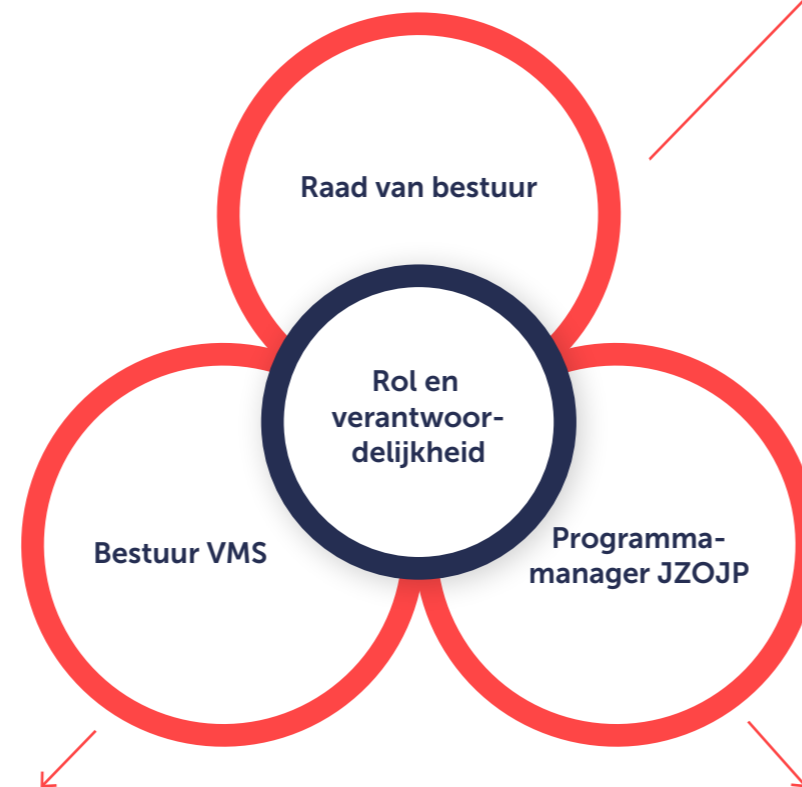 Raad van bestuur
Rol en
verantwoor-
delijkheid
Bestuur VMS
Programma-
manager JZOJP